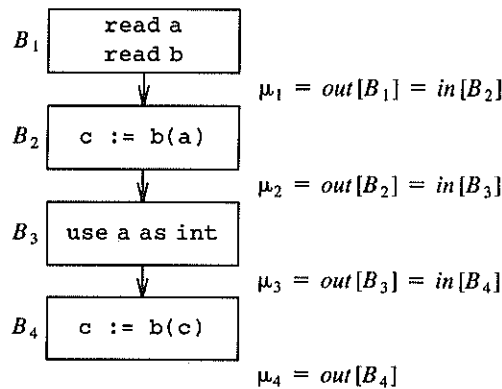 B₁ read a
read b
μ₁ = out[B₁] = in[B₂]
B₂ c := b(a)
μ₂ = out[B₂] = in[B₃]
B₃ use a as int
μ₃ = out[B₃] = in[B₄]
B₄ c := b(c)
μ₄ = out[B₄]